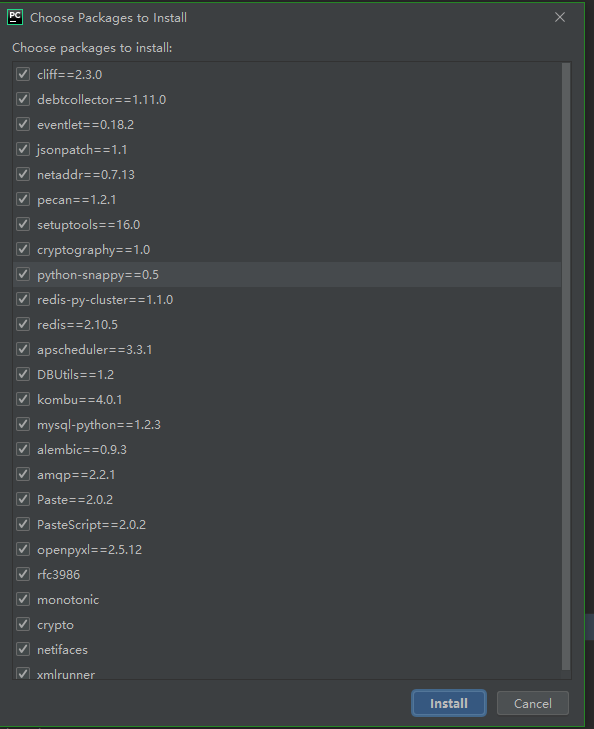 PC
Choose Packages to Install
Choose packages to install:
cliff==2.3.0
debtcollector==1.11.0
eventlet==0.18.2
jsonpatch==1.1
netaddr==0.7.13
pecan==1.2.1
setuptools==16.0
cryptography==1.0
python-snappy==0.5
redis-py-cluster==1.1.0
redis==2.10.5
apscheduler==3.3.1
DBUtils==1.2
kombu==4.0.1
mysql-python==1.2.3
alembic==0.9.3
amqp==2.2.1
Paste==2.0.2
PasteScript==2.0.2
openpyxl==2.5.12
rfc3986
monotonic
crypto
netifaces
xmlrunner
Install
Cancel